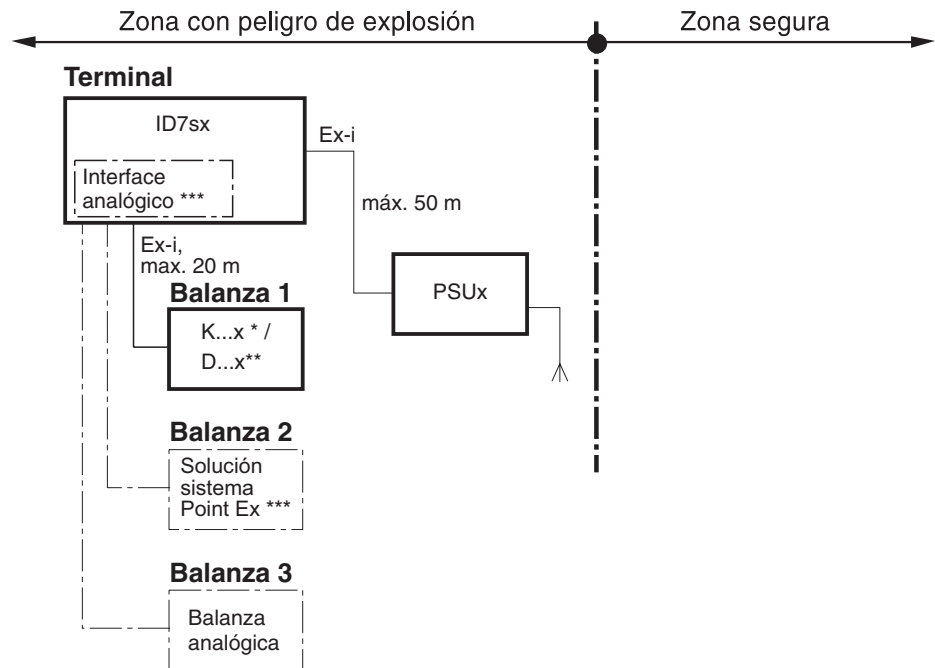 Zona con peligro de explosión
Zona segura
Terminal
ID7sx
Interface
analógico ***
Ex-i
máx. 50 m
Ex-i,
max. 20 m
Balanza 1
K...x * /
D...x**
PSUx
Balanza 2
Solución
sistema
Point Ex ***
Balanza 3
Balanza
analógica